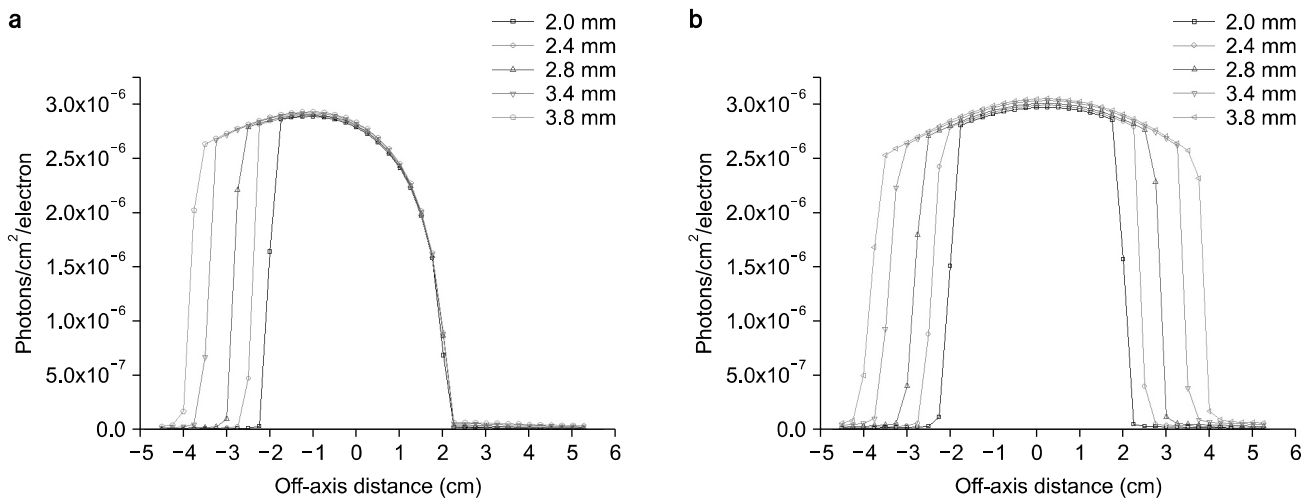 a
2.0 mm
2.4 mm
2.8 mm
3.4 mm
3.8 mm
Photons/cm²/electron
3.0x10⁻⁶
2.5x10⁻⁶
2.0x10⁻⁶
1.5x10⁻⁶
1.0x10⁻⁶
5.0x10⁻⁷
0.0
−5 −4 −3 −2 −1 0 1 2 3 4 5 6
Off-axis distance (cm)
b
2.0 mm
2.4 mm
2.8 mm
3.4 mm
3.8 mm
Photons/cm²/electron
3.0x10⁻⁶
2.5x10⁻⁶
2.0x10⁻⁶
1.5x10⁻⁶
1.0x10⁻⁶
5.0x10⁻⁷
0.0
−5 −4 −3 −2 −1 0 1 2 3 4 5 6
Off-axis distance (cm)